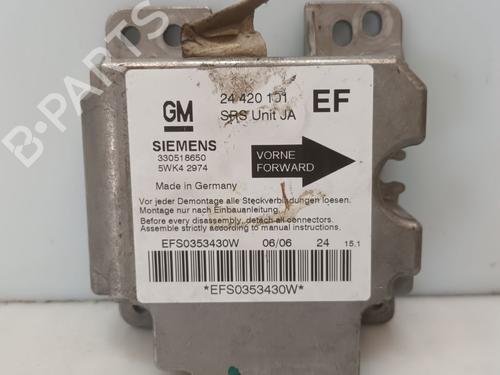 B-PARTS
GM
24 420 101
EF
SRS Unit JA
SIEMENS
330518650
5WK4 2974
VORNE
FORWARD
Made in Germany
Vor jeder Demontage alle Steckverbindungen loesen.
Montage nur nach Einbauanleitung.
Before every disassembly, detach all connectors.
Assemble strictly according to manual instructions.
EFS0353430W 06/06 24 15.1
*EFS0353430W*